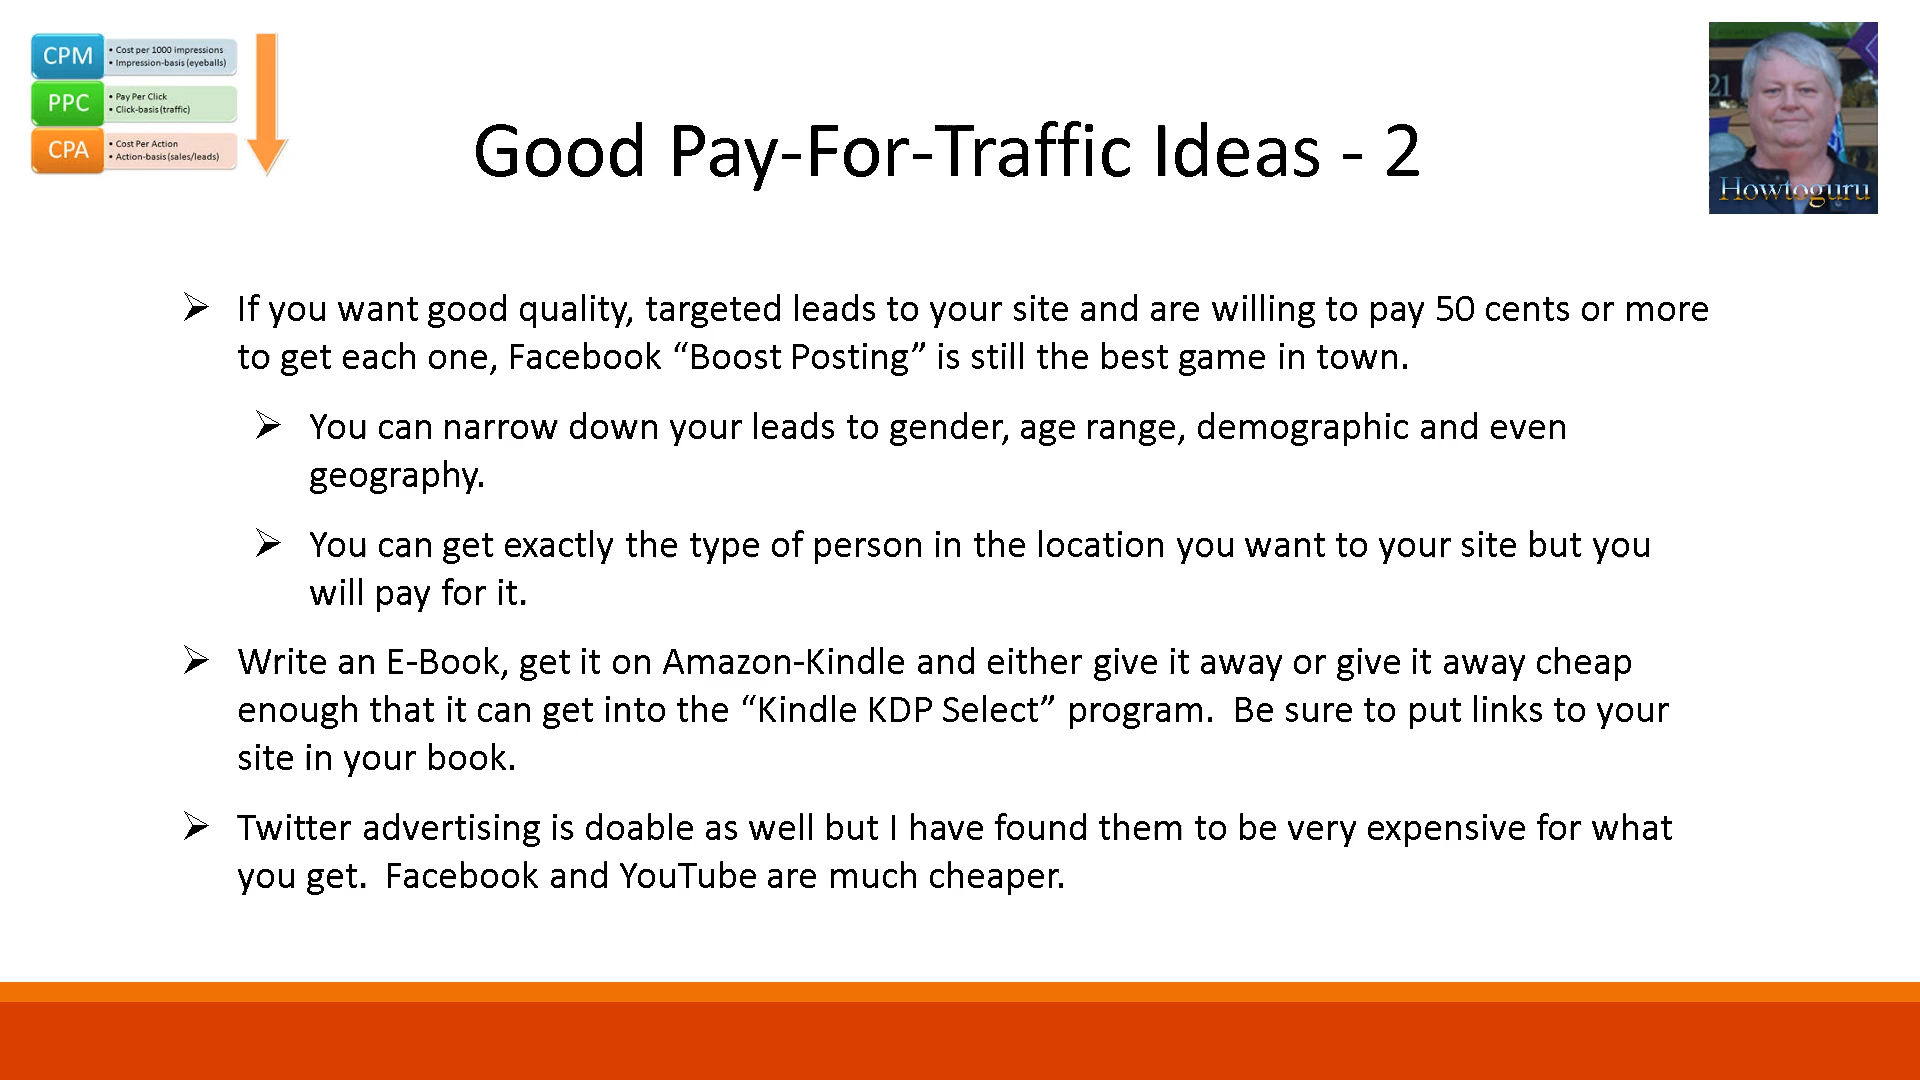 CPM
• Cost per 1000 impressions
• Impression-basis (eyeballs)
PPC
• Pay Per Click
• Click-basis (traffic)
CPA
• Cost Per Action
• Action-basis (sales/leads)
Good Pay-For-Traffic Ideas - 2
21
Howtoguru
➢ If you want good quality, targeted leads to your site and are willing to pay 50 cents or more
to get each one, Facebook “Boost Posting” is still the best game in town.
➢ You can narrow down your leads to gender, age range, demographic and even
geography.
➢ You can get exactly the type of person in the location you want to your site but you
will pay for it.
➢ Write an E-Book, get it on Amazon-Kindle and either give it away or give it away cheap
enough that it can get into the “Kindle KDP Select” program.  Be sure to put links to your
site in your book.
➢ Twitter advertising is doable as well but I have found them to be very expensive for what
you get.  Facebook and YouTube are much cheaper.